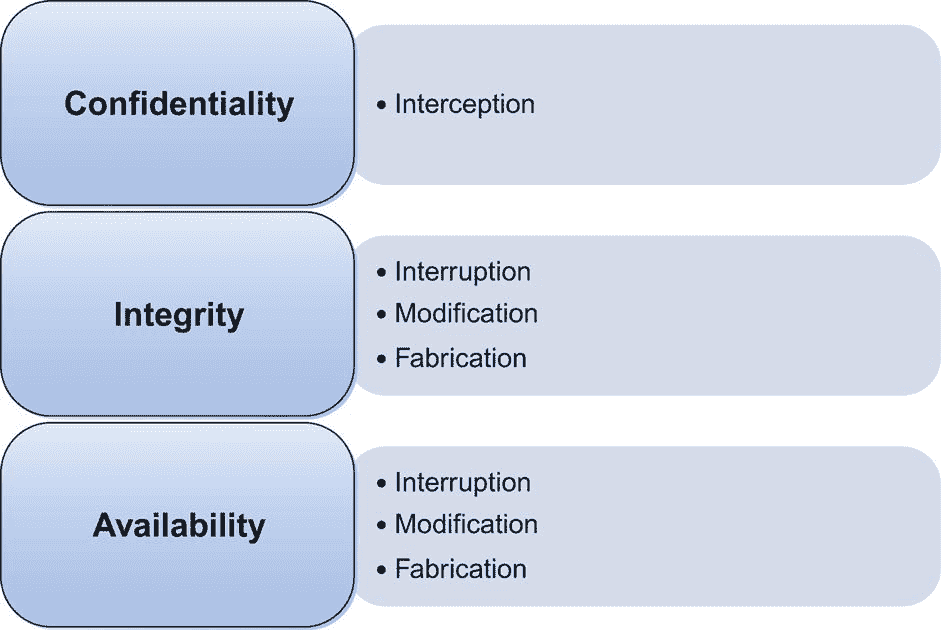 Confidentiality
• Interception
Integrity
• Interruption
• Modification
• Fabrication
Availability
• Interruption
• Modification
• Fabrication